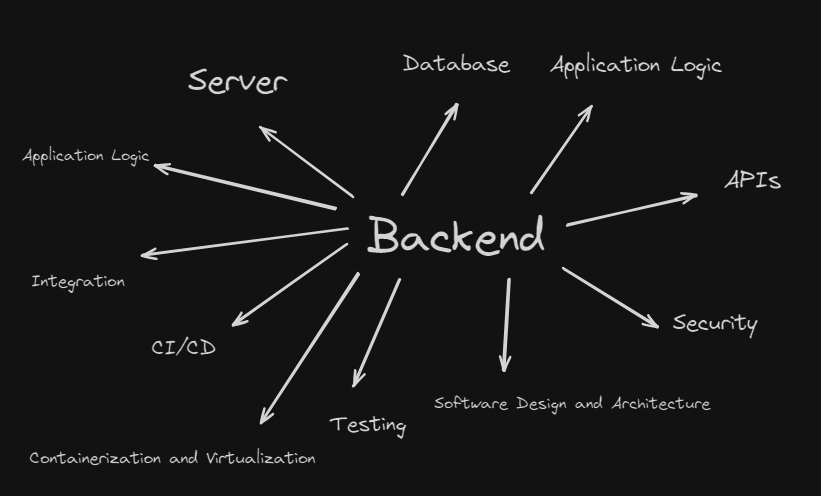 Database
Application Logic
Server
Application Logic
APIs
Backend
Integration
Security
CI/CD
Software Design and Architecture
Testing
Containerization and Virtualization